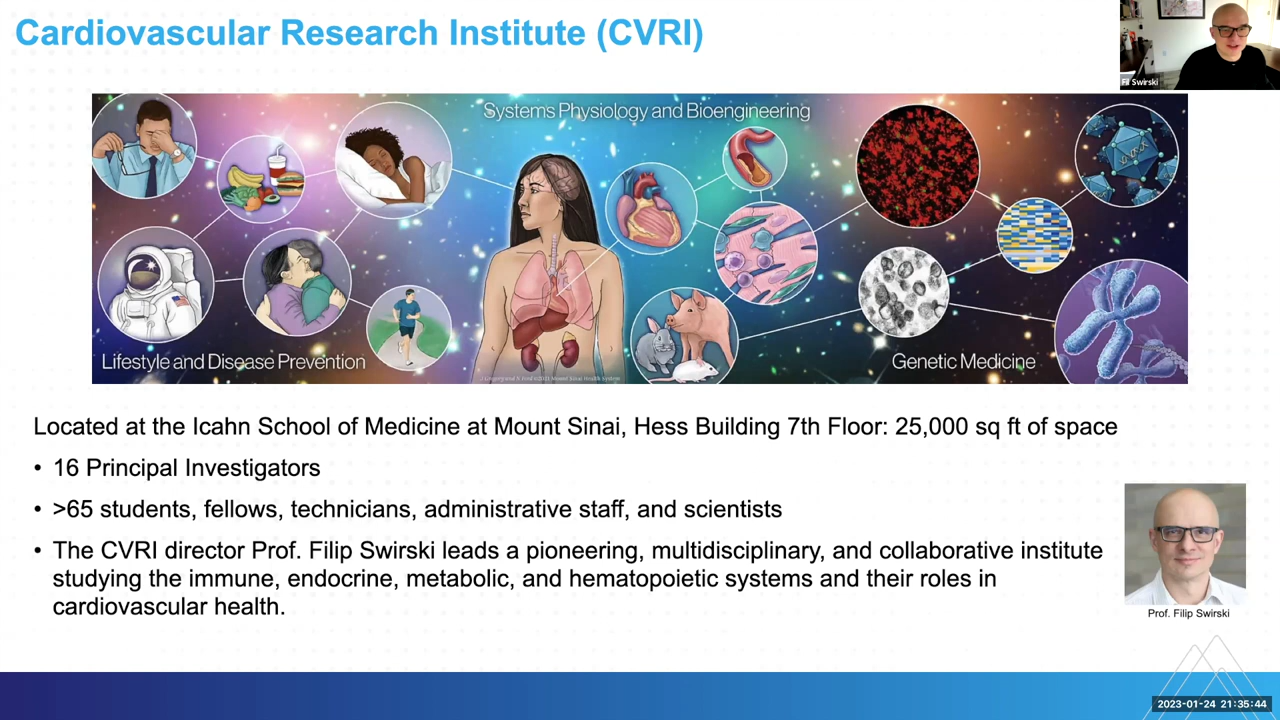 Cardiovascular Research Institute (CVRI)
Fil Swirski
Systems Physiology and Bioengineering
Lifestyle and Disease Prevention
Genetic Medicine
Located at the Icahn School of Medicine at Mount Sinai, Hess Building 7th Floor: 25,000 sq ft of space
• 16 Principal Investigators
• >65 students, fellows, technicians, administrative staff, and scientists
• The CVRI director Prof. Filip Swirski leads a pioneering, multidisciplinary, and collaborative institute
studying the immune, endocrine, metabolic, and hematopoietic systems and their roles in
cardiovascular health.
Prof. Filip Swirski
2023-01-24 21:35:44